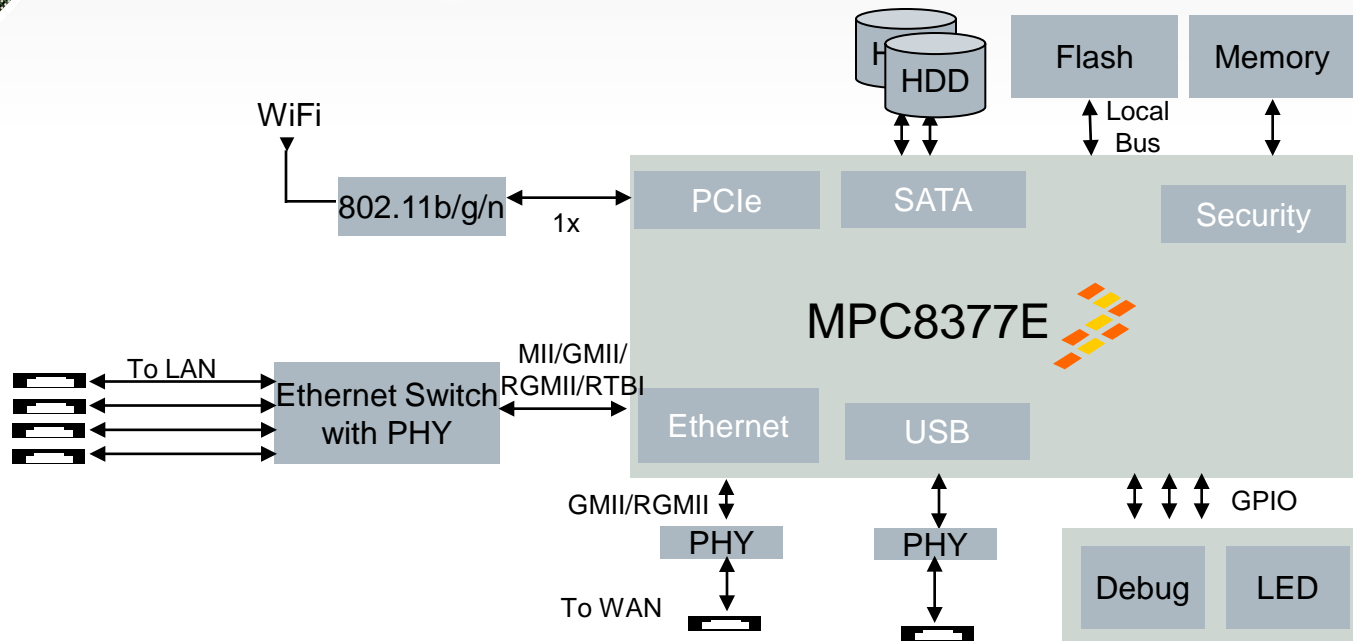 HDD
Flash
Memory
WiFi
Local
Bus
802.11b/g/n
1x
PCIe
SATA
Security
MPC8377E
To LAN
Ethernet Switch
with PHY
MII/GMII/
RGMII/RTBI
Ethernet
USB
GMII/RGMII
GPIO
PHY
PHY
Debug
LED
To WAN